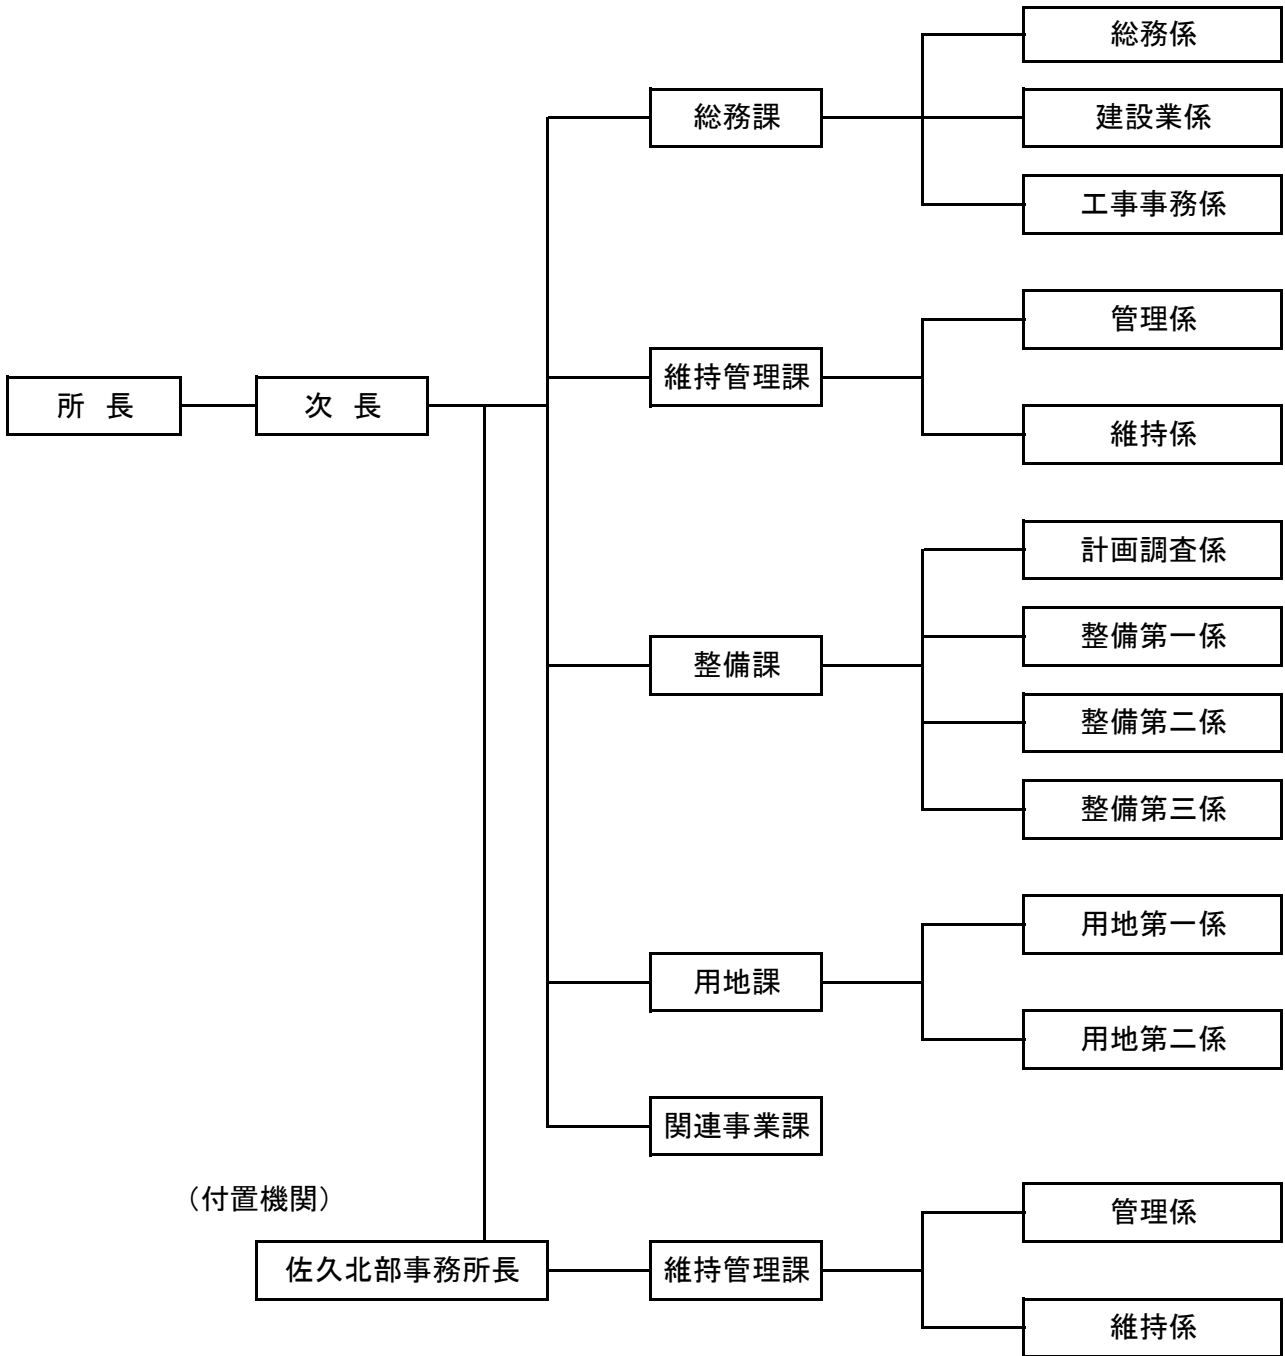 総務係
総務課
建設業係
工事事務係
管理係
維持管理課
所　長
次　長
維持係
計画調査係
整備第一係
整備課
整備第二係
整備第三係
用地第一係
用地課
用地第二係
関連事業課
（付置機関）
管理係
佐久北部事務所長
維持管理課
維持係